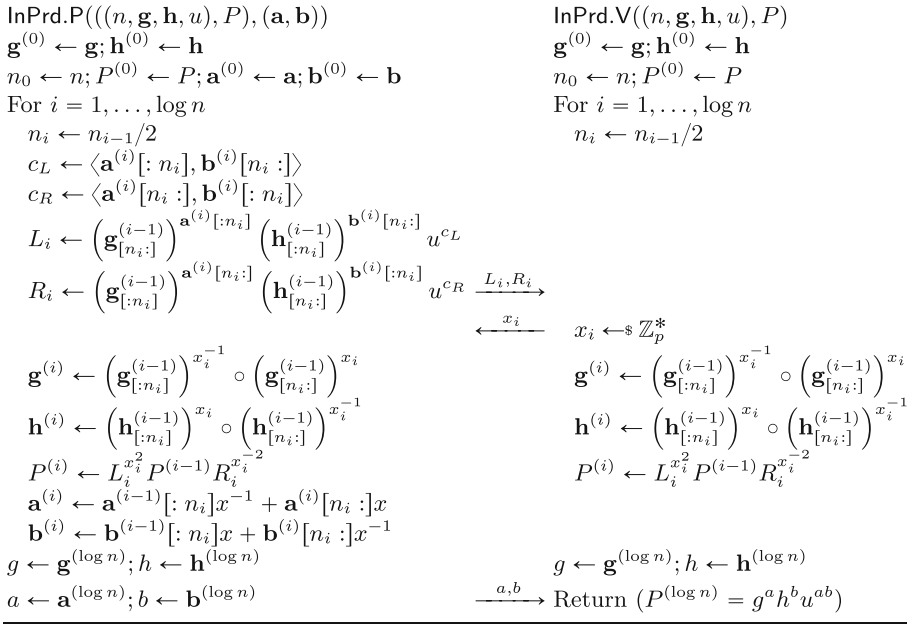 InPrd.P(((n, g, h, u), P), (a, b)) InPrd.V((n, g, h, u), P)
g^{(0)} ← g; h^{(0)} ← h g^{(0)} ← g; h^{(0)} ← h
n_0 ← n; P^{(0)} ← P; a^{(0)} ← a; b^{(0)} ← b n_0 ← n; P^{(0)} ← P
For i = 1, . . . , log n For i = 1, . . . , log n
n_i ← n_{i−1}/2 n_i ← n_{i−1}/2
c_L ← ⟨a^{(i)}[: n_i], b^{(i)}[n_i :]⟩
c_R ← ⟨a^{(i)}[n_i :], b^{(i)}[: n_i]⟩
L_i ← (g^{(i−1)}_{[n_i:]})^{a^{(i)}[:n_i]} (h^{(i−1)}_{[:n_i]})^{b^{(i)}[n_i:]} u^{c_L}
R_i ← (g^{(i−1)}_{[:n_i]})^{a^{(i)}[n_i:]} (h^{(i−1)}_{[n_i:]})^{b^{(i)}[:n_i]} u^{c_R} L_i,R_i →
← x_i x_i ←$ ℤ*_p
g^{(i)} ← (g^{(i−1)}_{[:n_i]})^{x_i^{−1}} ∘ (g^{(i−1)}_{[n_i:]})^{x_i} g^{(i)} ← (g^{(i−1)}_{[:n_i]})^{x_i^{−1}} ∘ (g^{(i−1)}_{[n_i:]})^{x_i}
h^{(i)} ← (h^{(i−1)}_{[:n_i]})^{x_i} ∘ (h^{(i−1)}_{[n_i:]})^{x_i^{−1}} h^{(i)} ← (h^{(i−1)}_{[:n_i]})^{x_i} ∘ (h^{(i−1)}_{[n_i:]})^{x_i^{−1}}
P^{(i)} ← L_i^{x_i^2} P^{(i−1)} R_i^{x_i^{−2}} P^{(i)} ← L_i^{x_i^2} P^{(i−1)} R_i^{x_i^{−2}}
a^{(i)} ← a^{(i−1)}[: n_i]x^{−1} + a^{(i)}[n_i :]x
b^{(i)} ← b^{(i−1)}[: n_i]x + b^{(i)}[n_i :]x^{−1}
g ← g^{(log n)}; h ← h^{(log n)} g ← g^{(log n)}; h ← h^{(log n)}
a ← a^{(log n)}; b ← b^{(log n)} a,b → Return (P^{(log n)} = g^a h^b u^{ab})